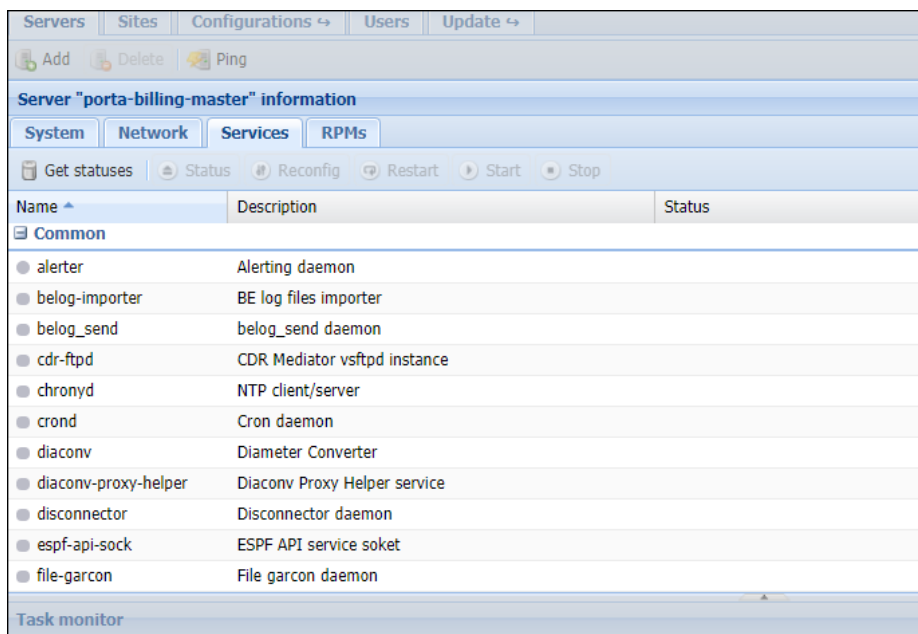 Servers Sites Configurations ↪ Users Update ↪
Add Delete Ping
Server "porta-billing-master" information
System Network Services RPMs
Get statuses Status Reconfig Restart Start Stop
Name Description Status
Common
alerter Alerting daemon
belog-importer BE log files importer
belog_send belog_send daemon
cdr-ftpd CDR Mediator vsftpd instance
chronyd NTP client/server
crond Cron daemon
diaconv Diameter Converter
diaconv-proxy-helper Diaconv Proxy Helper service
disconnector Disconnector daemon
espf-api-sock ESPF API service soket
file-garcon File garcon daemon
Task monitor